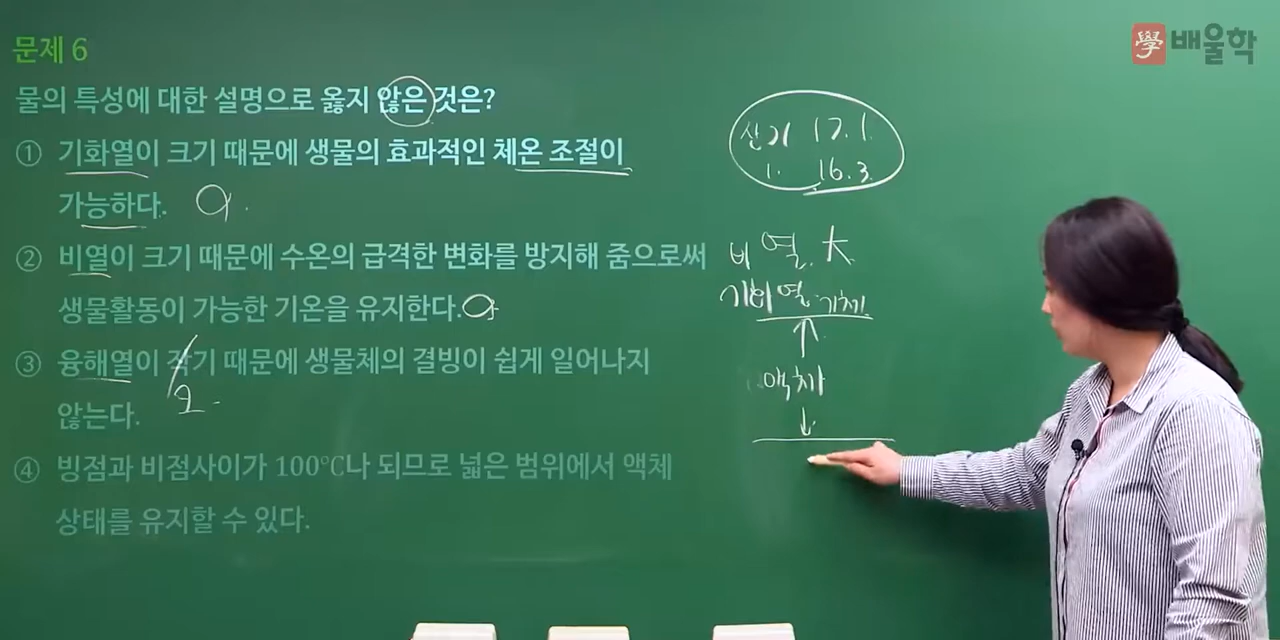 문제 6
學 배울학
물의 특성에 대한 설명으로 옳지 않은 것은?
① 기화열이 크기 때문에 생물의 효과적인 체온 조절이
가능하다.
② 비열이 크기 때문에 수온의 급격한 변화를 방지해 줌으로써
생물활동이 가능한 기온을 유지한다.
③ 융해열이 작기 때문에 생물체의 결빙이 쉽게 일어나지
않는다.
④ 빙점과 비점사이가 100℃나 되므로 넓은 범위에서 액체
상태를 유지할 수 있다.
산기 17. 1.
1. 16. 3.
비열 大
기화열 기체
액체